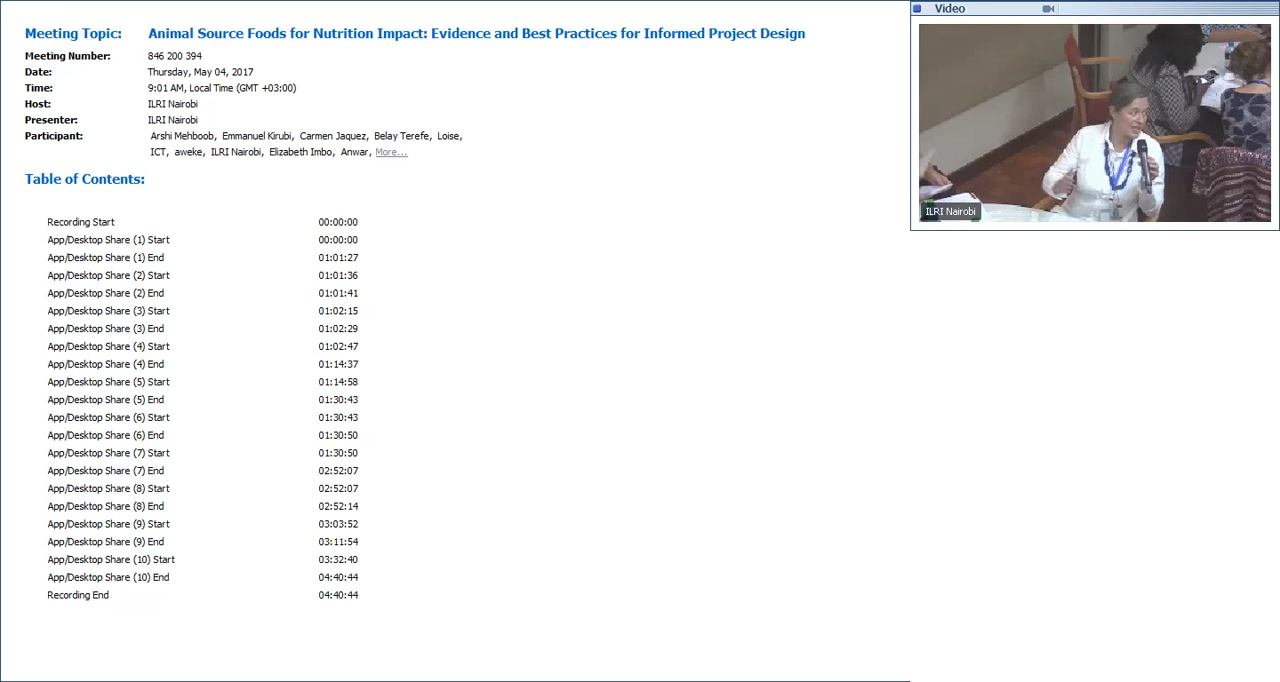 Meeting Topic: Animal Source Foods for Nutrition Impact: Evidence and Best Practices for Informed Project Design
Meeting Number: 846 200 394
Date: Thursday, May 04, 2017
Time: 9:01 AM, Local Time (GMT +03:00)
Host: ILRI Nairobi
Presenter: ILRI Nairobi
Participant: Arshi Mehboob, Emmanuel Kirubi, Carmen Jaquez, Belay Terefe, Loise,
ICT, aweke, ILRI Nairobi, Elizabeth Imbo, Anwar, More...
Table of Contents:
Recording Start 00:00:00
App/Desktop Share (1) Start 00:00:00
App/Desktop Share (1) End 01:01:27
App/Desktop Share (2) Start 01:01:36
App/Desktop Share (2) End 01:01:41
App/Desktop Share (3) Start 01:02:15
App/Desktop Share (3) End 01:02:29
App/Desktop Share (4) Start 01:02:47
App/Desktop Share (4) End 01:14:37
App/Desktop Share (5) Start 01:14:58
App/Desktop Share (5) End 01:30:43
App/Desktop Share (6) Start 01:30:43
App/Desktop Share (6) End 01:30:50
App/Desktop Share (7) Start 01:30:50
App/Desktop Share (7) End 02:52:07
App/Desktop Share (8) Start 02:52:07
App/Desktop Share (8) End 02:52:14
App/Desktop Share (9) Start 03:03:52
App/Desktop Share (9) End 03:11:54
App/Desktop Share (10) Start 03:32:40
App/Desktop Share (10) End 04:40:44
Recording End 04:40:44
Video
ILRI Nairobi